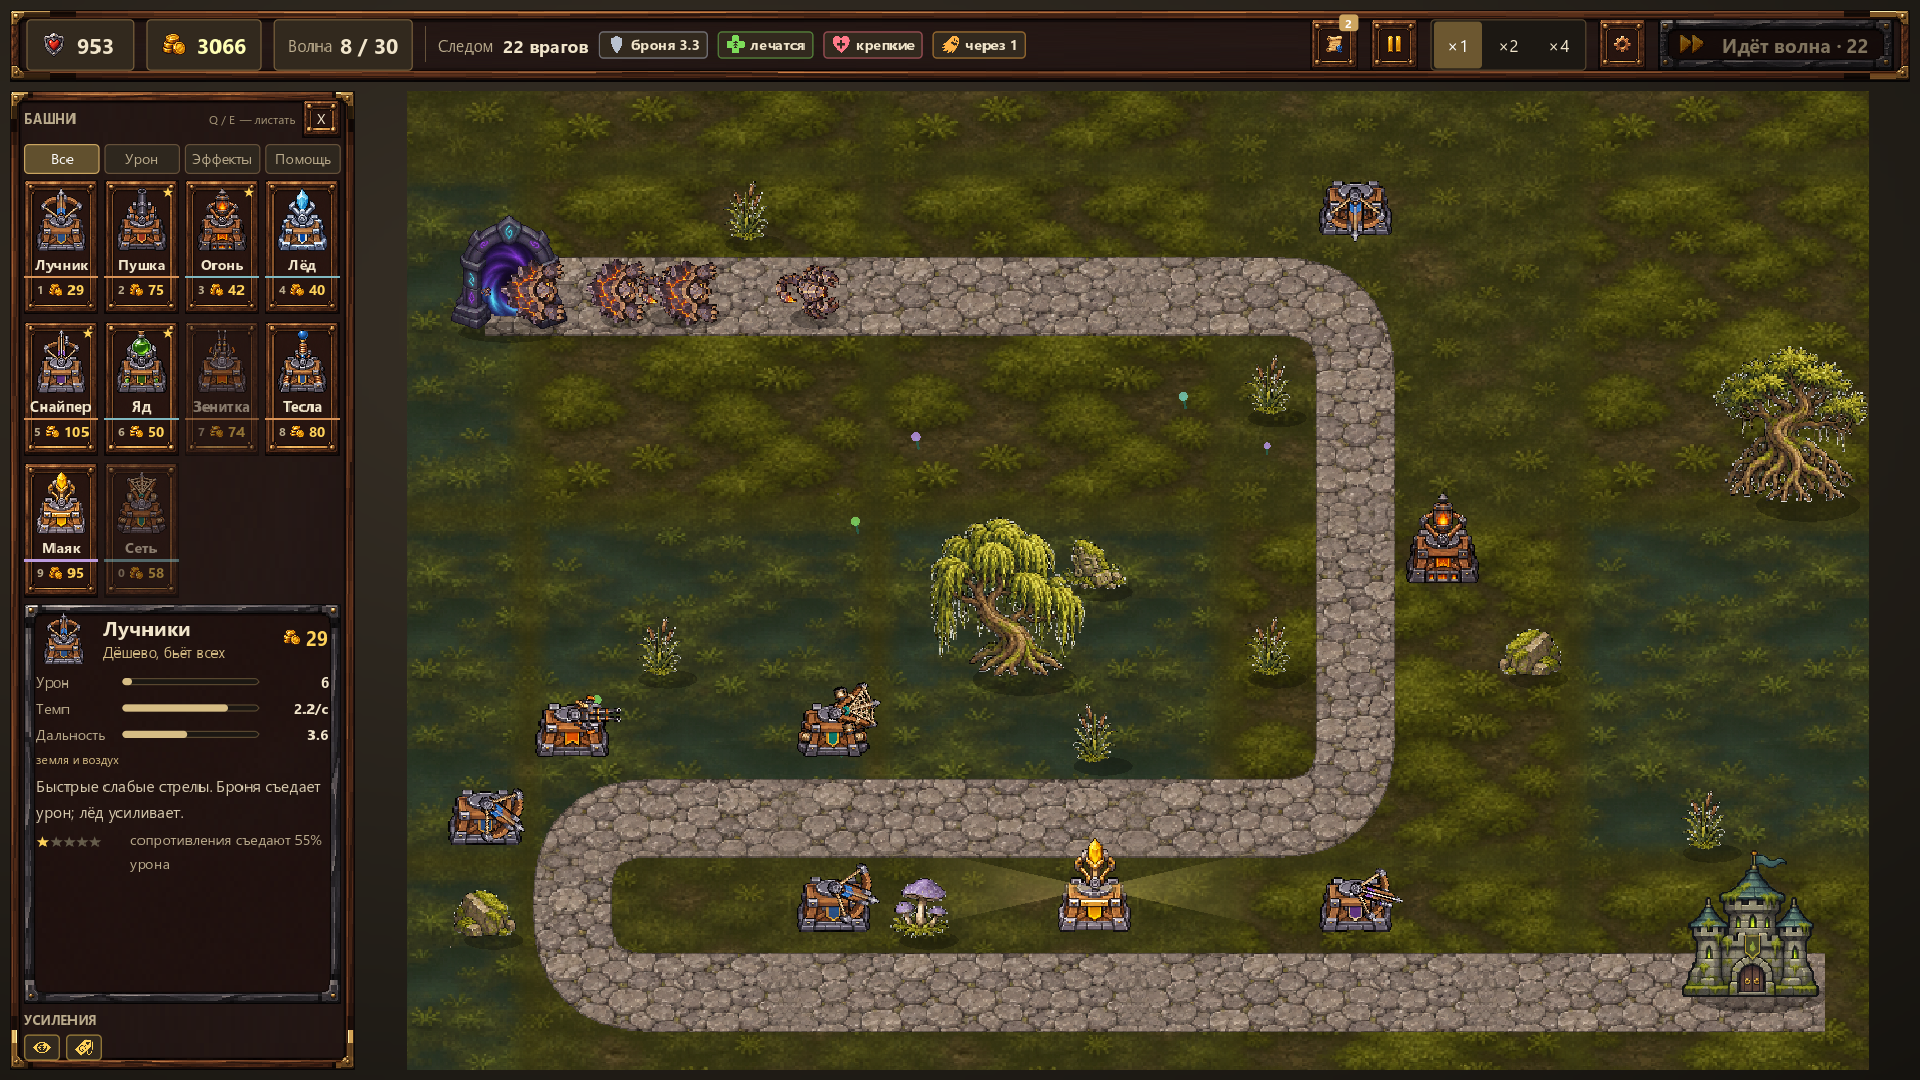 953
3066
Волна 8 / 30
Следом 22 врагов
броня 3.3
лечатся
крепкие
через 1
2
×1
×2
×4
Идёт волна · 22
БАШНИ
Q / E — листать
X
Все
Урон
Эффекты
Помощь
Лучник
Пушка
Огонь
Лёд
1 29
2 75
3 42
4 40
Снайпер
Яд
Зенитка
Тесла
5 105
6 50
7 74
8 80
Маяк
Сеть
9 95
0 58
Лучники
29
Дёшево, бьёт всех
Урон 6
Темп 2.2/с
Дальность 3.6
земля и воздух
Быстрые слабые стрелы. Броня съедает
урон; лёд усиливает.
сопротивления съедают 55%
урона
УСИЛЕНИЯ